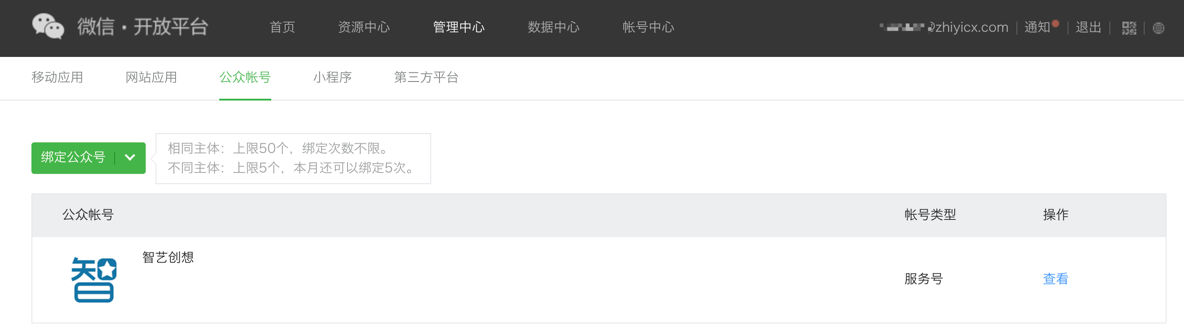 微信·开放平台 首页 资源中心 管理中心 数据中心 帐号中心 zhiyicx.com 通知 退出
移动应用 网站应用 公众帐号 小程序 第三方平台
绑定公众号
相同主体：上限50个，绑定次数不限。
不同主体：上限5个，本月还可以绑定5次。
公众帐号 帐号类型 操作
智 智艺创想 服务号 查看